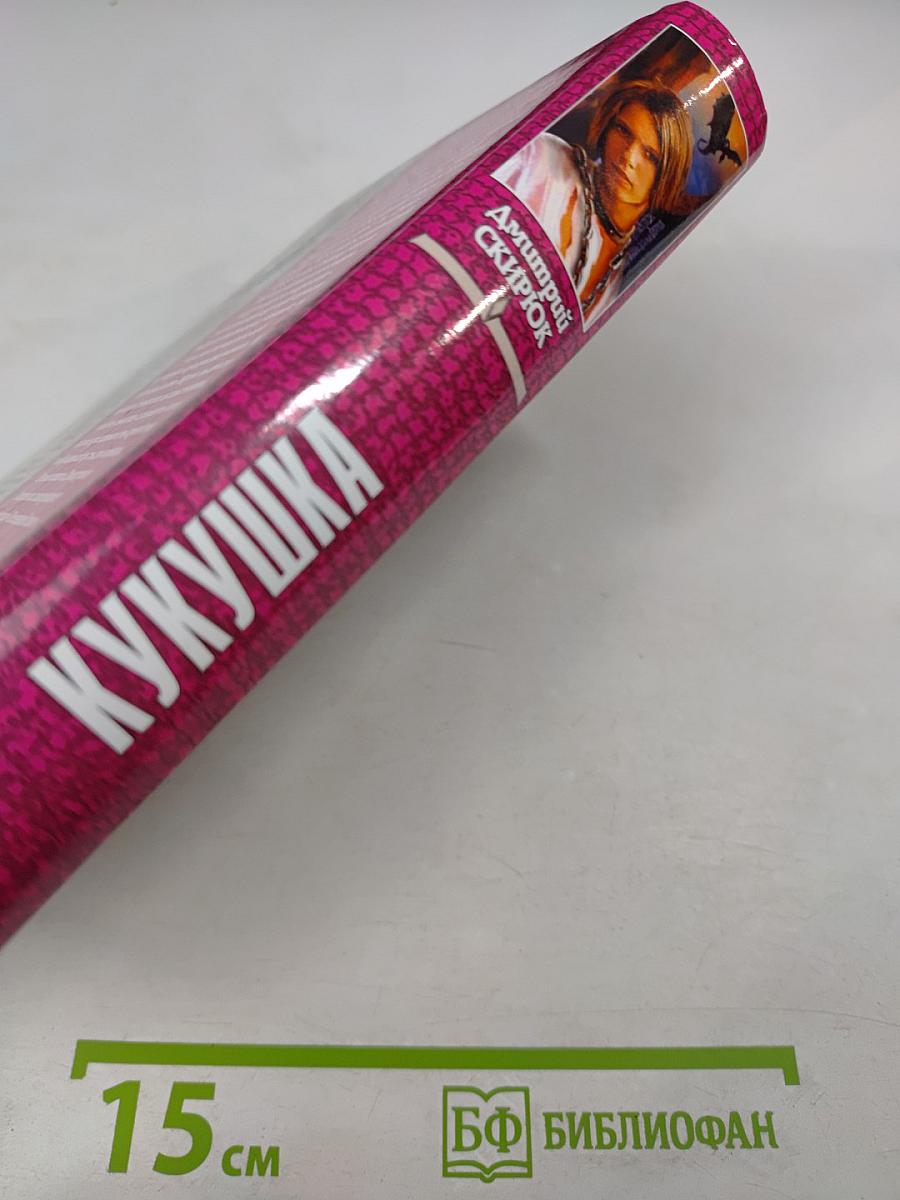 Дмитрий
СКИРЮК
КУКУШКА
15 см
БФ БИБЛИОФАН